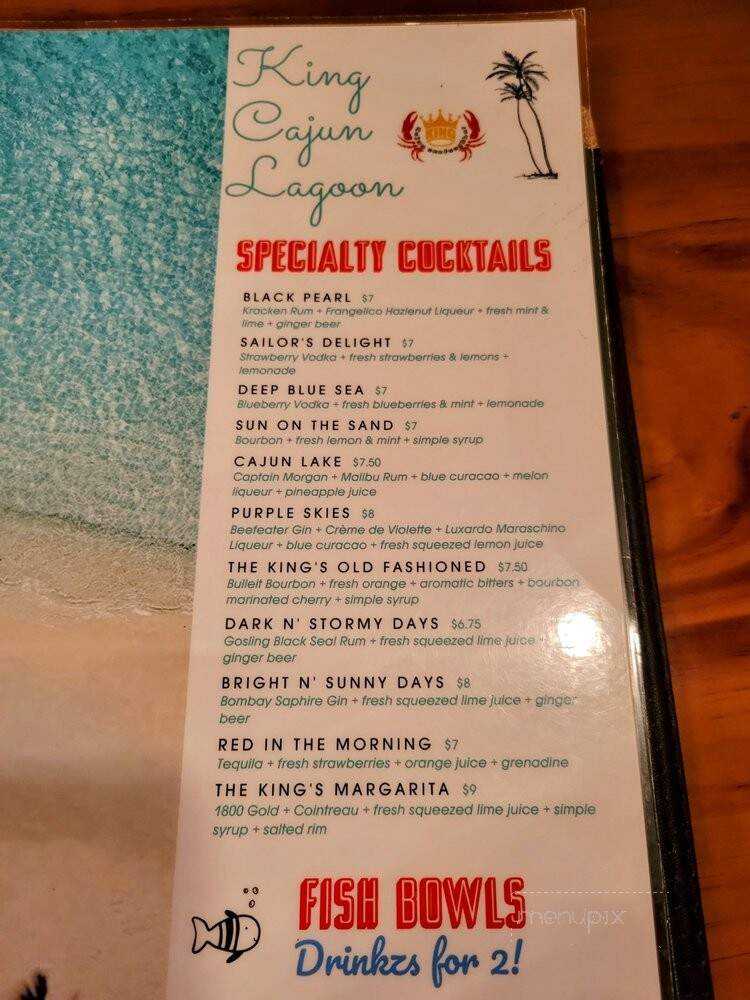 King
Cajun
Lagoon
KING
SPECIALTY COCKTAILS
BLACK PEARL $7
Kracken Rum + Frangelico Hazlenut Liqueur + fresh mint &
lime + ginger beer
SAILOR'S DELIGHT $7
Strawberry Vodka + fresh strawberries & lemons +
lemonade
DEEP BLUE SEA $7
Blueberry Vodka + fresh blueberries & mint + lemonade
SUN ON THE SAND $7
Bourbon + fresh lemon & mint + simple syrup
CAJUN LAKE $7.50
Captain Morgan + Malibu Rum + blue curacao + melon
liqueur + pineapple juice
PURPLE SKIES $8
Beefeater Gin + Crème de Violette + Luxardo Maraschino
Liqueur + blue curacao + fresh squeezed lemon juice
THE KING'S OLD FASHIONED $7.50
Bulleit Bourbon + fresh orange + aromatic bitters + bourbon
marinated cherry + simple syrup
DARK N' STORMY DAYS $6.75
Gosling Black Seal Rum + fresh squeezed lime juice +
ginger beer
BRIGHT N' SUNNY DAYS $8
Bombay Saphire Gin + fresh squeezed lime juice + ginger
beer
RED IN THE MORNING $7
Tequila + fresh strawberries + orange juice + grenadine
THE KING'S MARGARITA $9
1800 Gold + Cointreau + fresh squeezed lime juice + simple
syrup + salted rim
FISH BOWLS
menupix
Drinkzs for 2!